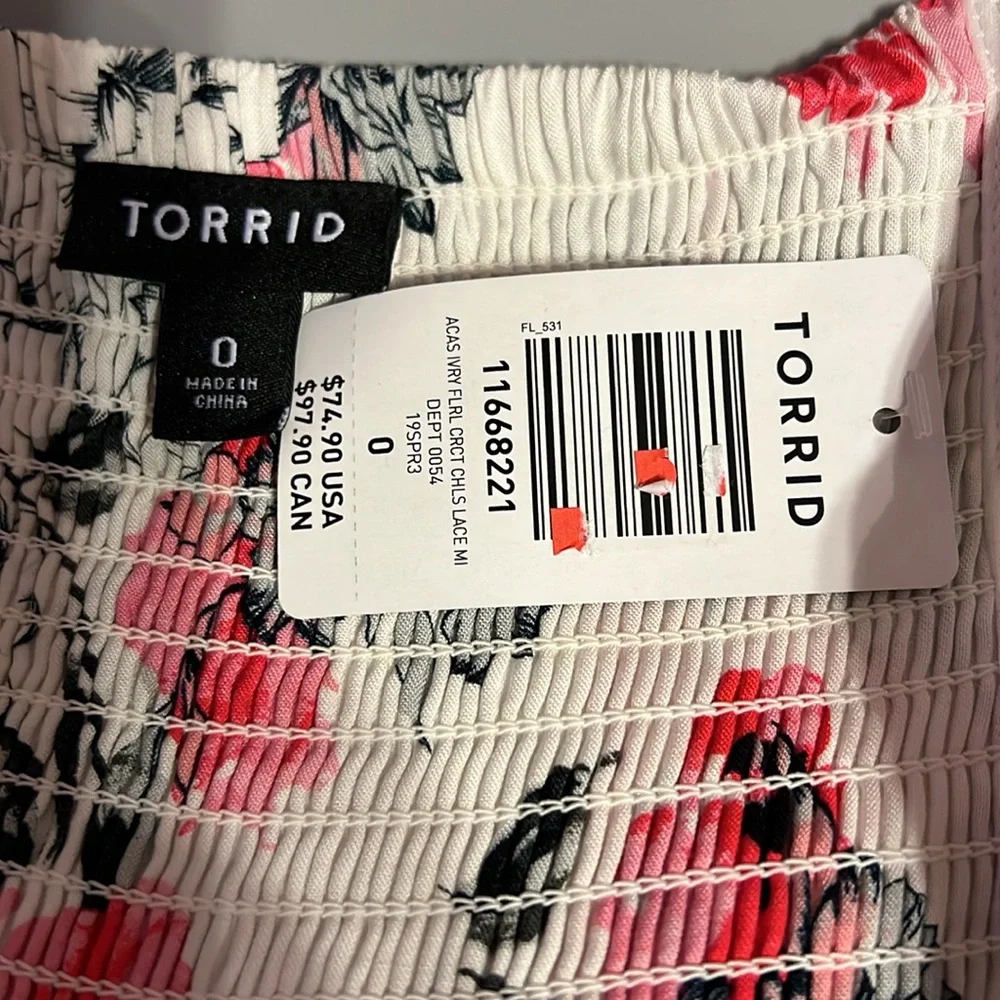 TORRID
0
MADE IN
CHINA
TORRID
FL_531
11668221
ACAS IVRY FLRL CRCT CHLS LACE MI
DEPT 0054
19SPR3
0
$74.90 USA
$97.90 CAN